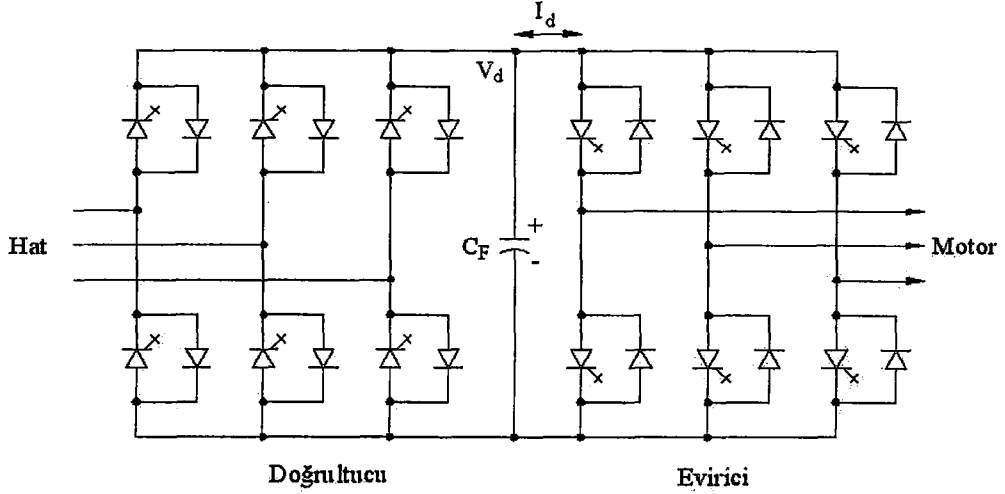 I_d
V_d
Hat
C_F
+
-
Motor
Doğrultucu
Evirici